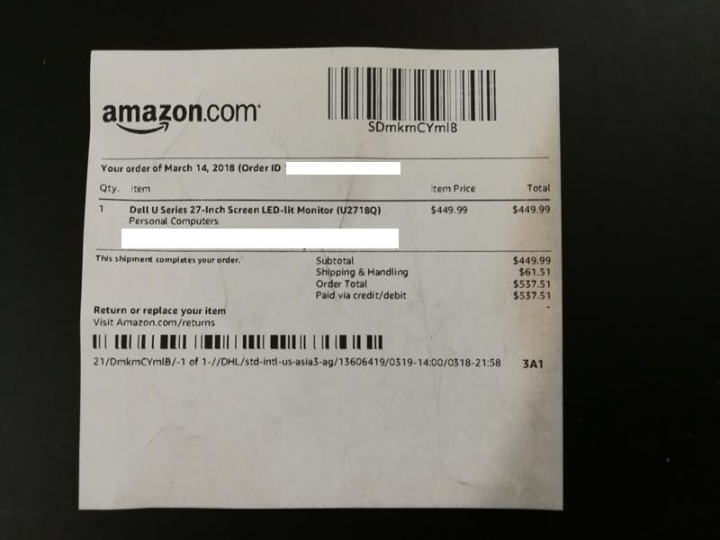 amazon.com
SDmkmCYmlB
Your order of March 14, 2018 (Order ID
Qty. Item Item Price Total
1 Dell U Series 27-Inch Screen LED-lit Monitor (U2718Q) $449.99 $449.99
Personal Computers
This shipment completes your order. Subtotal $449.99
Shipping & Handling $61.51
Order Total $537.51
Paid via credit/debit $537.51
Return or replace your item
Visit Amazon.com/returns
21/DmkmCYmlB/-1 of 1-//DHL/std-intl-us-asia3-ag/13606419/0319-14:00/0318-21:58 3A1